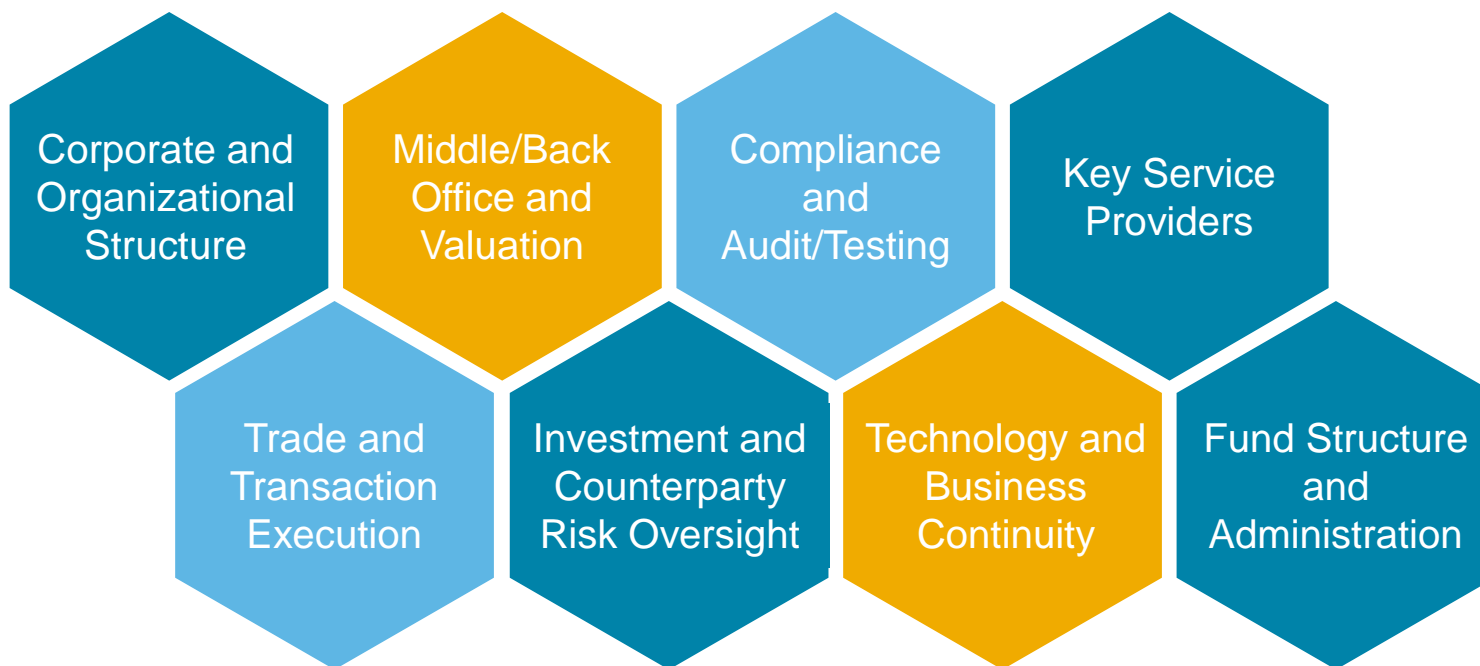 Corporate and
Organizational
Structure
Middle/Back
Office and
Valuation
Compliance
and
Audit/Testing
Key Service
Providers
Trade and
Transaction
Execution
Investment and
Counterparty
Risk Oversight
Technology and
Business
Continuity
Fund Structure
and
Administration